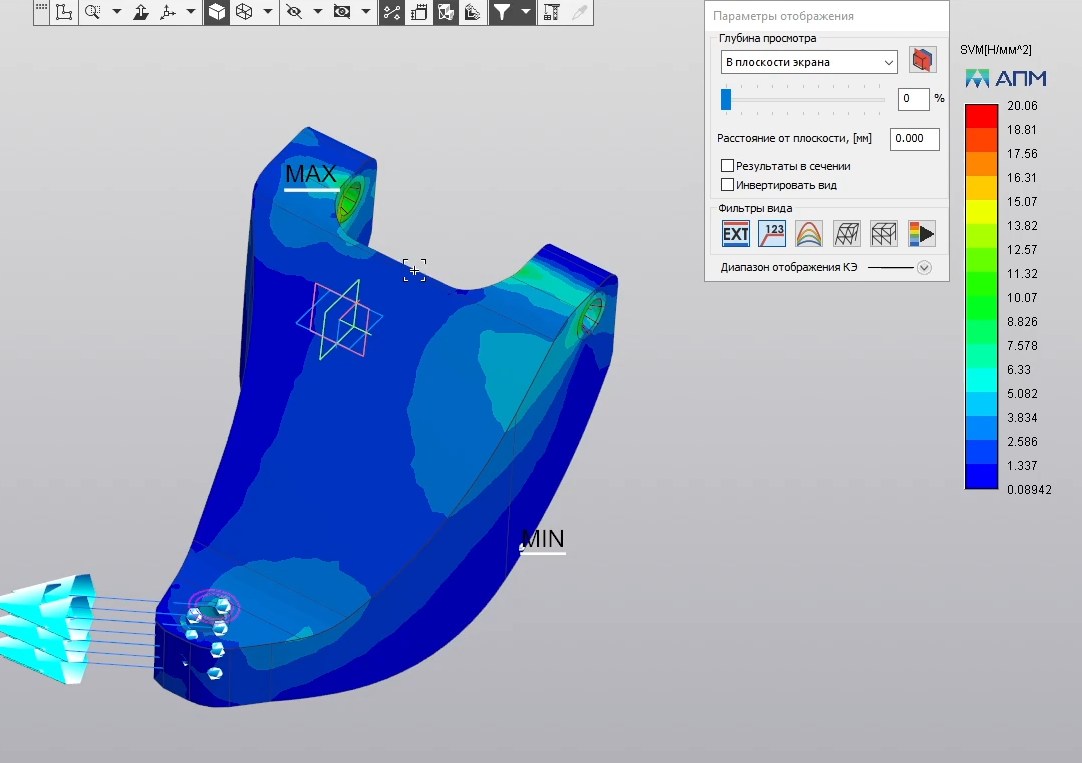 Параметры отображения
Глубина просмотра
В плоскости экрана
0 %
Расстояние от плоскости, [мм] 0.000
Результаты в сечении
Инвертировать вид
Фильтры вида
EXT 123
Диапазон отображения КЭ
SVM[Н/мм^2]
АПМ
20.06
18.81
17.56
16.31
15.07
13.82
12.57
11.32
10.07
8.826
7.578
6.33
5.082
3.834
2.586
1.337
0.08942
MAX
MIN